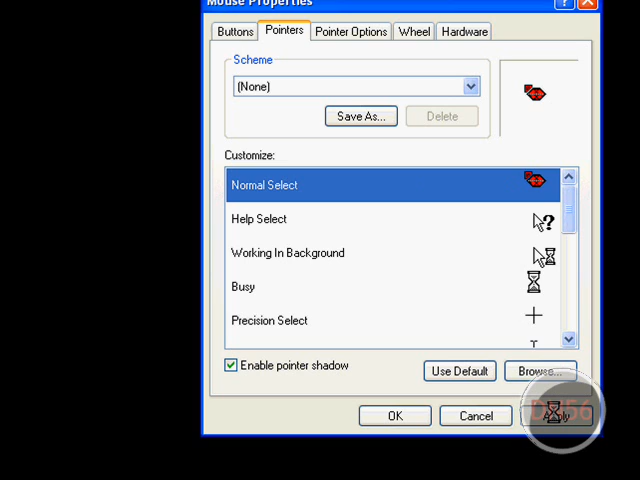 Mouse Properties
Buttons
Pointers
Pointer Options
Wheel
Hardware
Scheme
(None)
Save As...
Delete
Customize:
Normal Select
Help Select
Working In Background
Busy
Precision Select
Enable pointer shadow
Use Default
Browse...
OK
Cancel
Apply